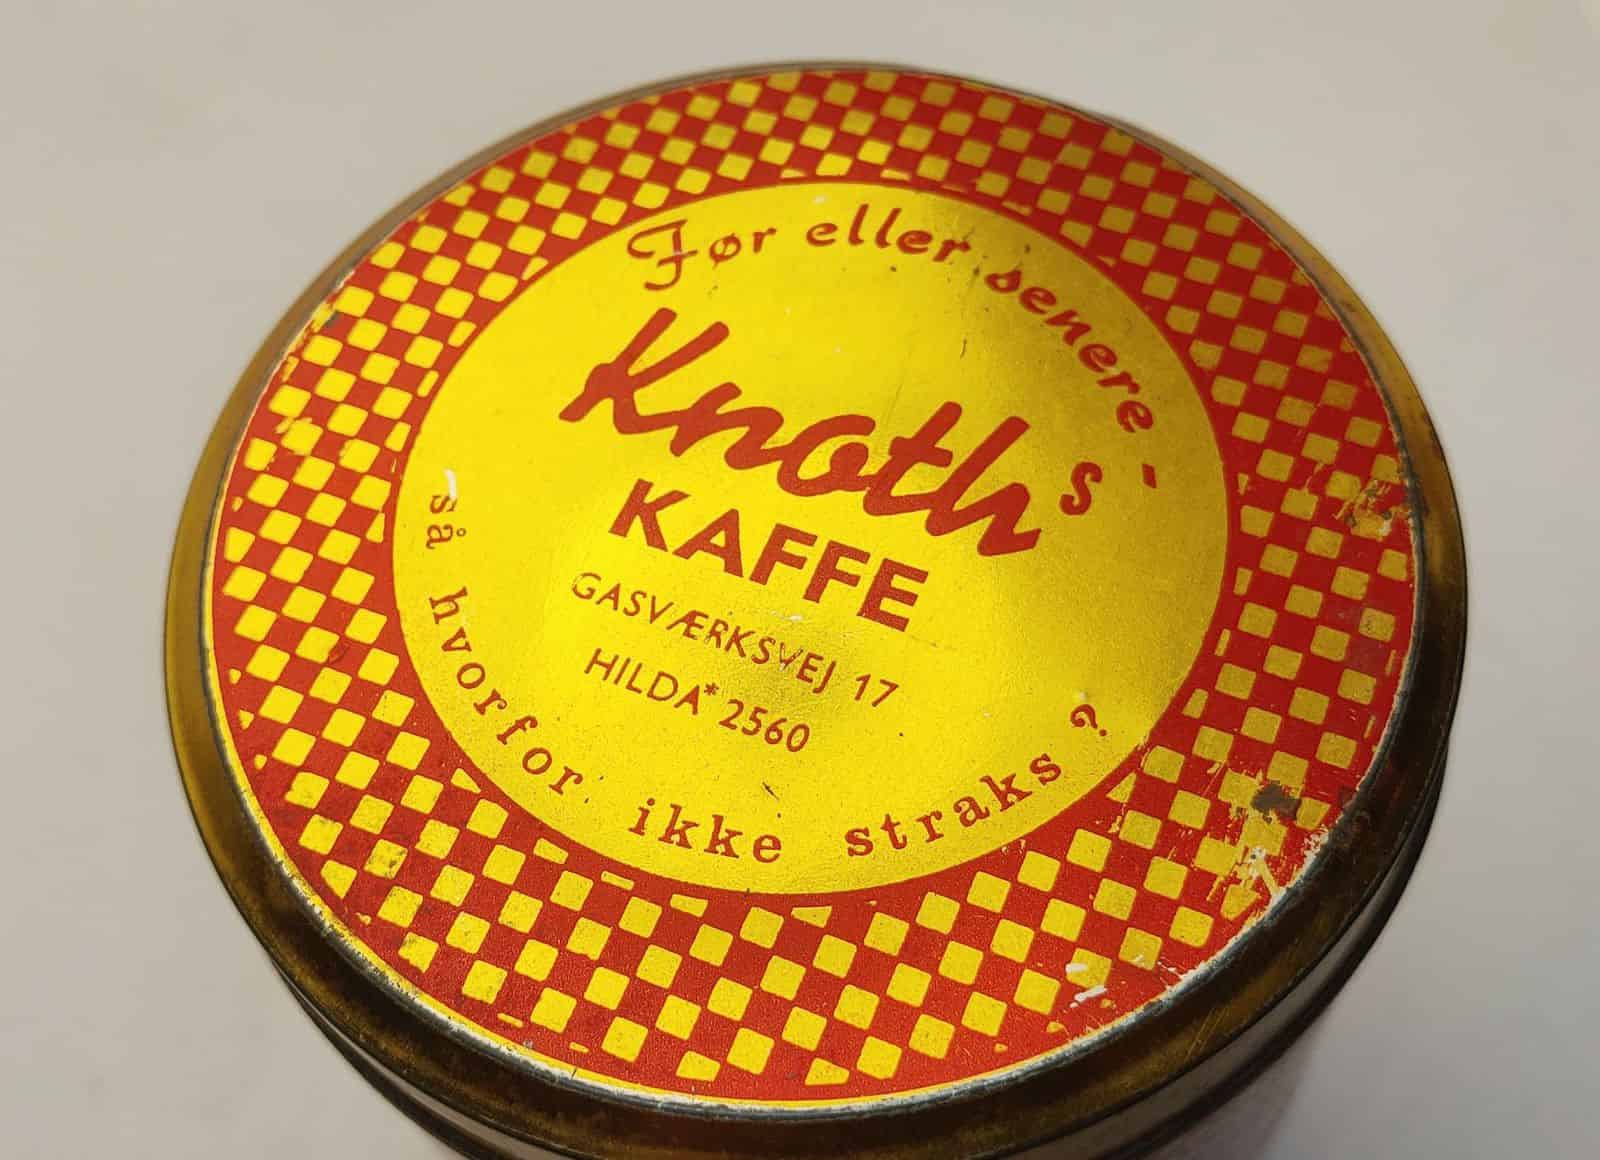 Før eller senere -
Knoth's
KAFFE
GASVÆRKSVEJ 17
HILDA* 2560
så hvorfor ikke straks ?